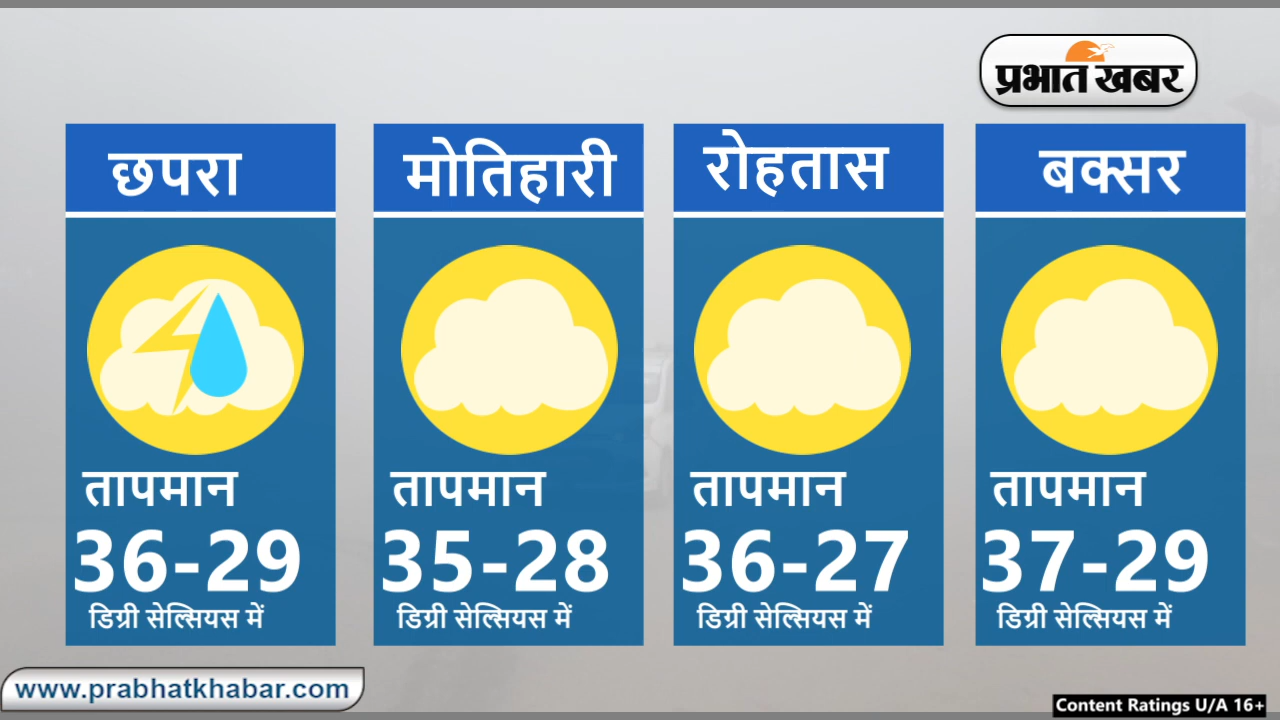 प्रभात खबर
छपरा
तापमान
36-29
डिग्री सेल्सियस में
मोतिहारी
तापमान
35-28
डिग्री सेल्सियस में
रोहतास
तापमान
36-27
डिग्री सेल्सियस में
बक्सर
तापमान
37-29
डिग्री सेल्सियस में
www.prabhatkhabar.com
Content Ratings U/A 16+